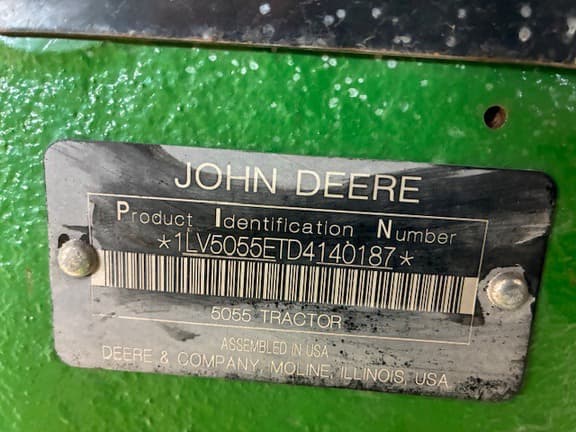 JOHN DEERE
Product Identification Number
*1LV5055ETD4140187*
5055 TRACTOR
ASSEMBLED IN USA
DEERE & COMPANY, MOLINE, ILLINOIS, USA